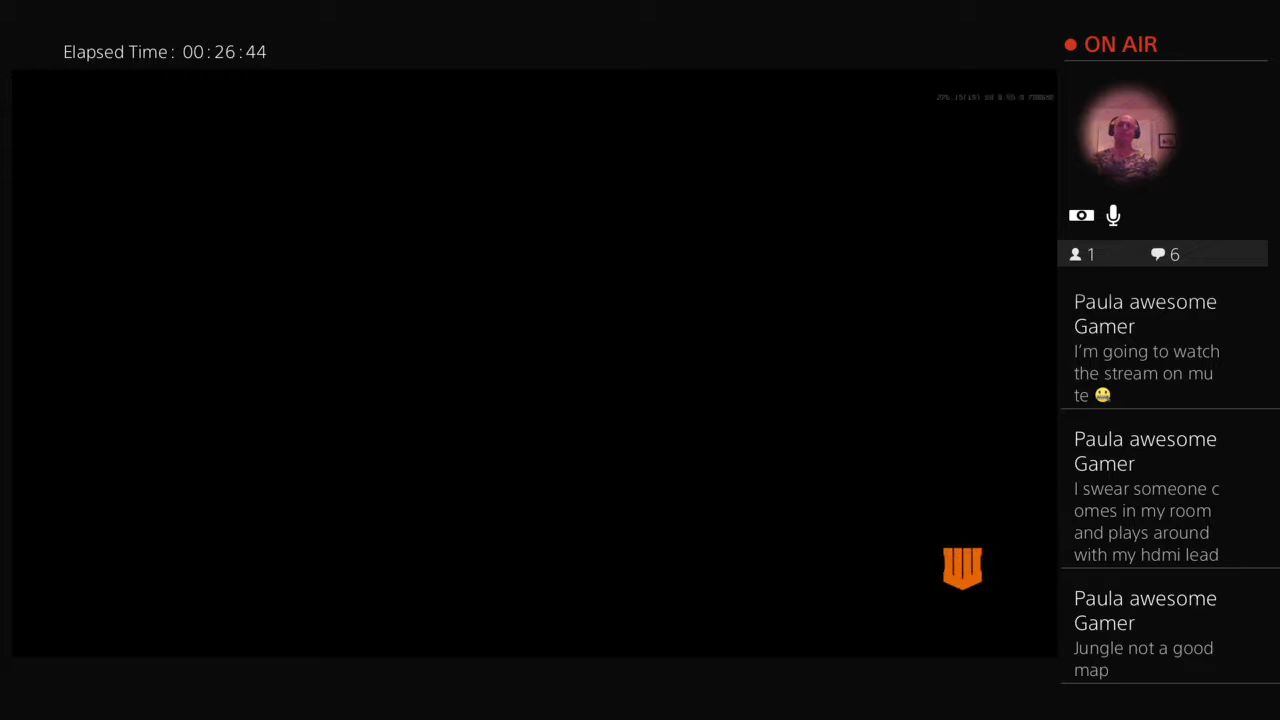 Elapsed Time: 00:26:44
ON AIR
1 6
Paula awesome
Gamer
I'm going to watch
the stream on mu
te 🤐
Paula awesome
Gamer
I swear someone c
omes in my room
and plays around
with my hdmi lead
Paula awesome
Gamer
Jungle not a good
map